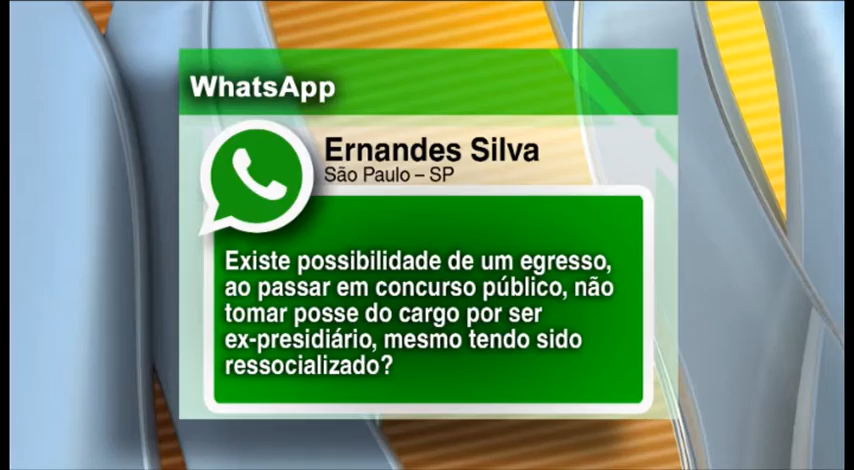 WhatsApp
Ernandes Silva
São Paulo – SP
Existe possibilidade de um egresso,
ao passar em concurso público, não
tomar posse do cargo por ser
ex-presidiário, mesmo tendo sido
ressocializado?